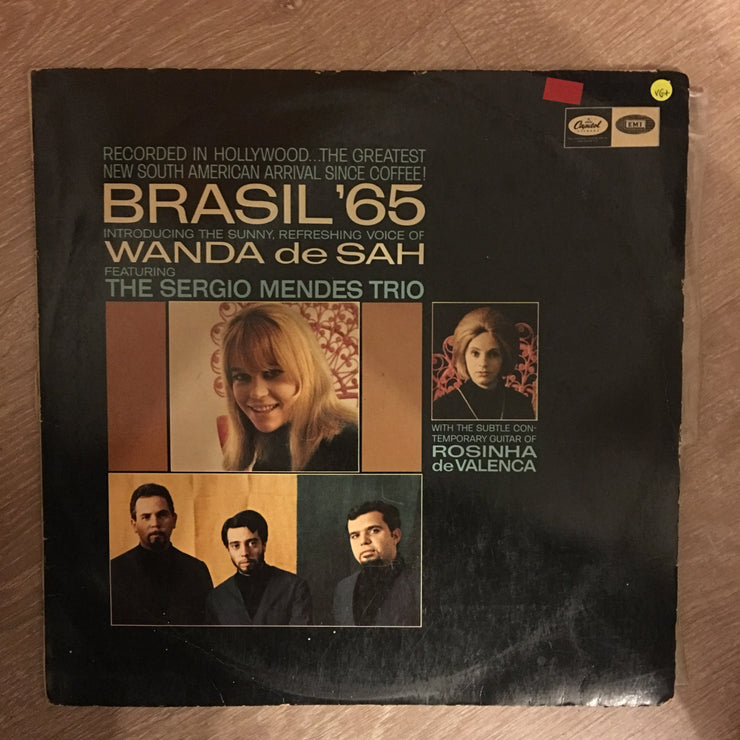 VG+
Capitol
EMI
RECORDED IN HOLLYWOOD...THE GREATEST
NEW SOUTH AMERICAN ARRIVAL SINCE COFFEE!
BRASIL '65
INTRODUCING THE SUNNY, REFRESHING VOICE OF
WANDA de SAH
FEATURING
THE SERGIO MENDES TRIO
WITH THE SUBTLE CON-
TEMPORARY GUITAR OF
ROSINHA
de VALENCA